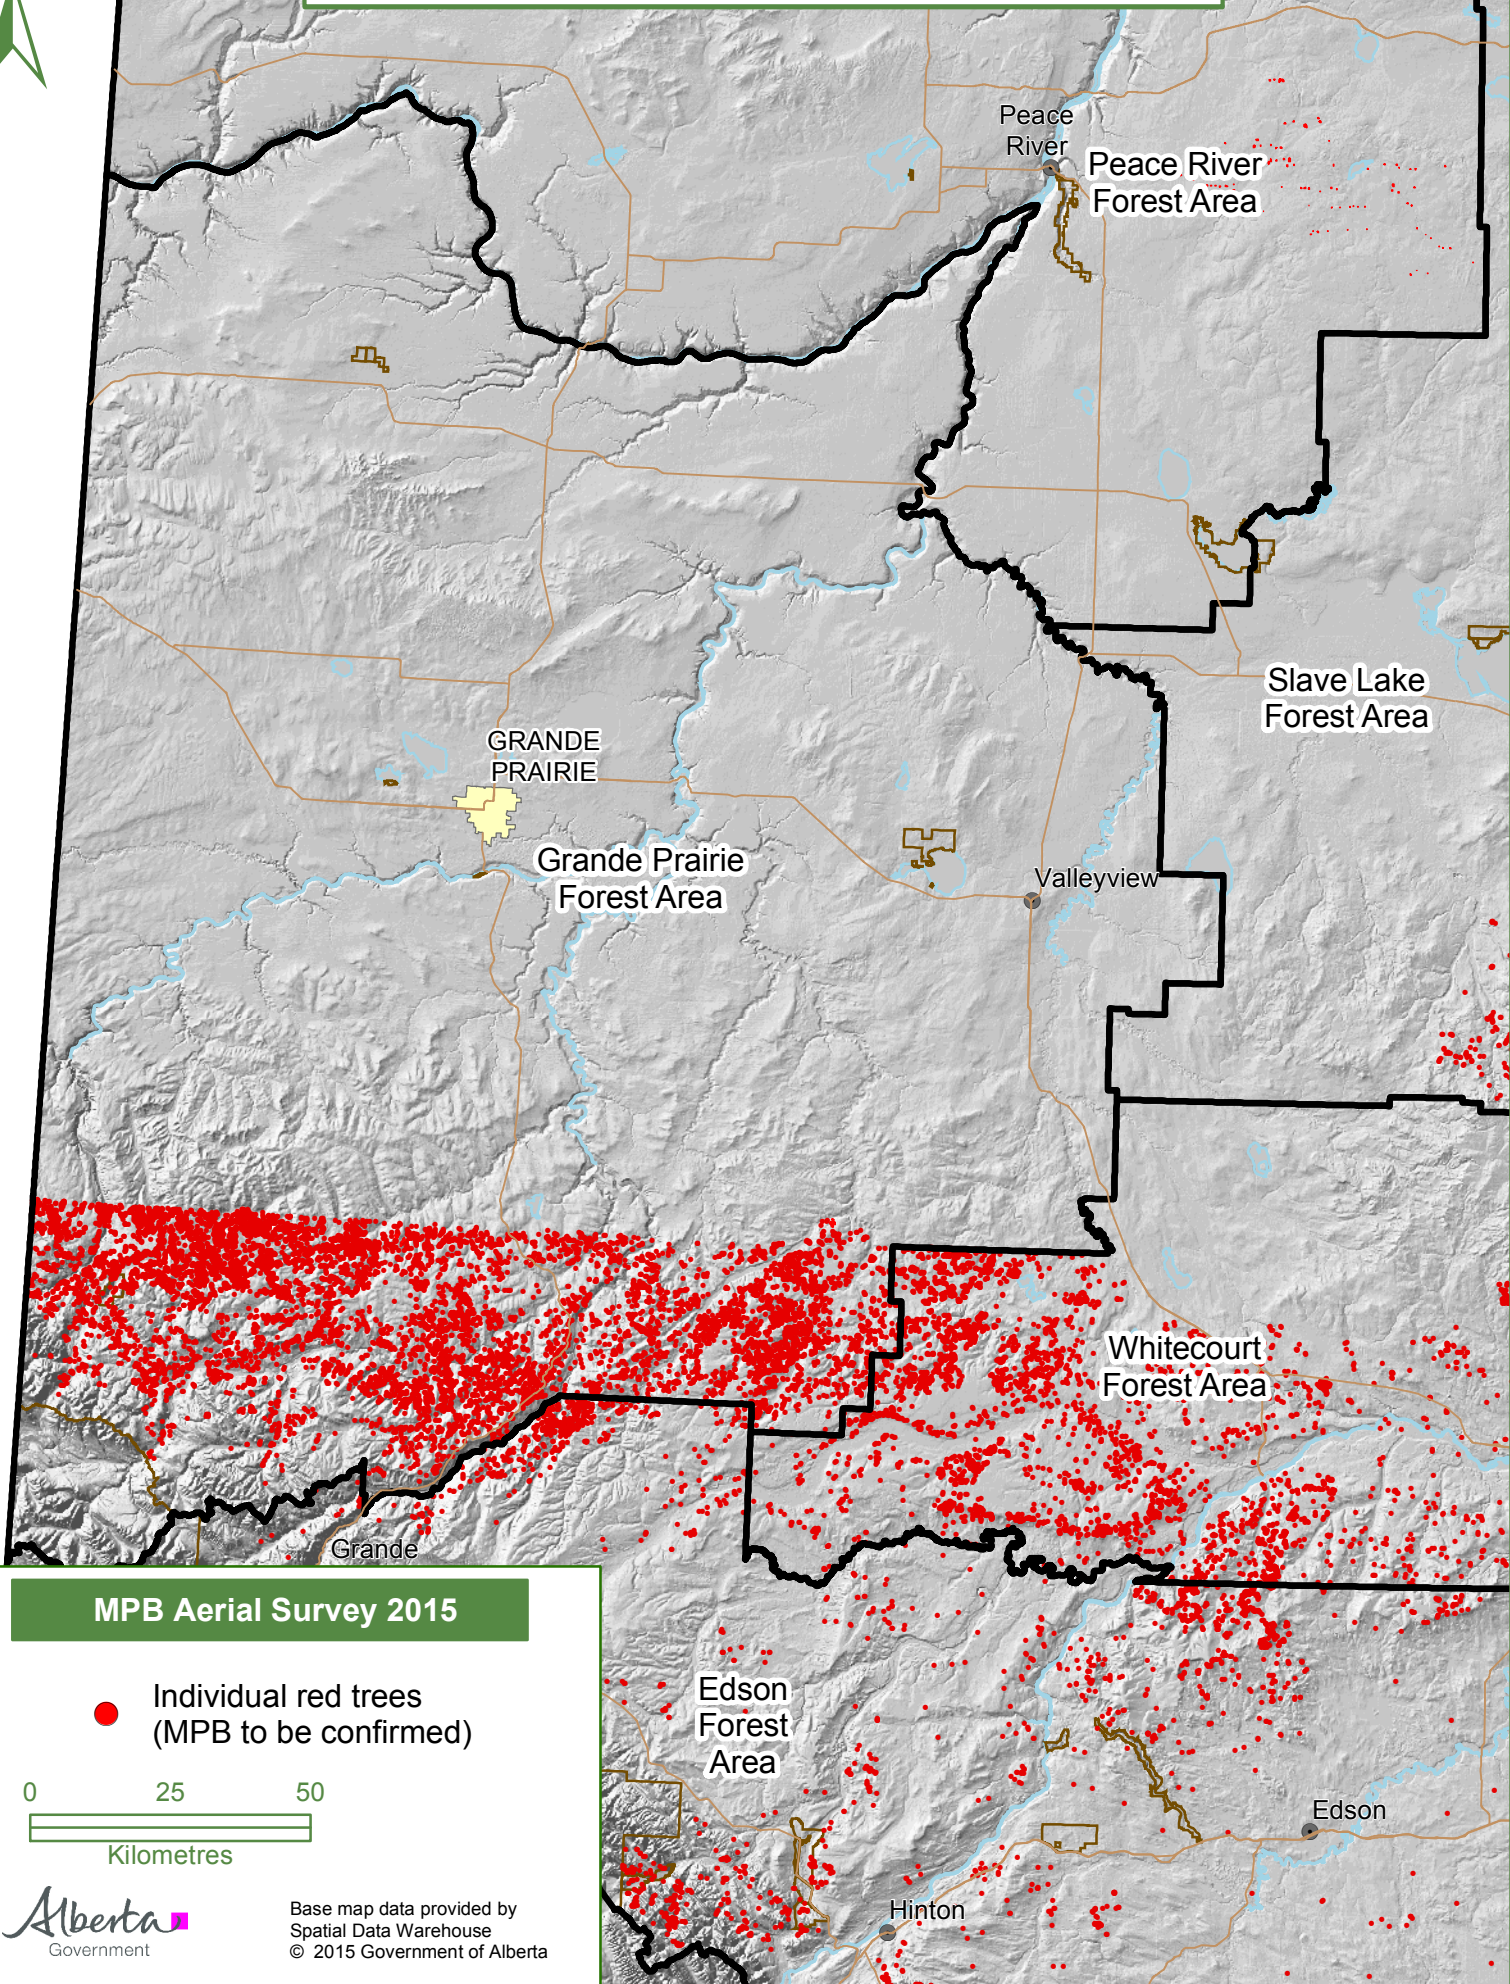 Peace
River
Peace River
Forest Area
Slave Lake
Forest Area
GRANDE
PRAIRIE
Grande Prairie
Forest Area
Valleyview
Whitecourt
Forest Area
Grande
MPB Aerial Survey 2015
Individual red trees
(MPB to be confirmed)
0 25 50
Kilometres
Alberta
Government
Base map data provided by
Spatial Data Warehouse
© 2015 Government of Alberta
Edson
Forest
Area
Edson
Hinton